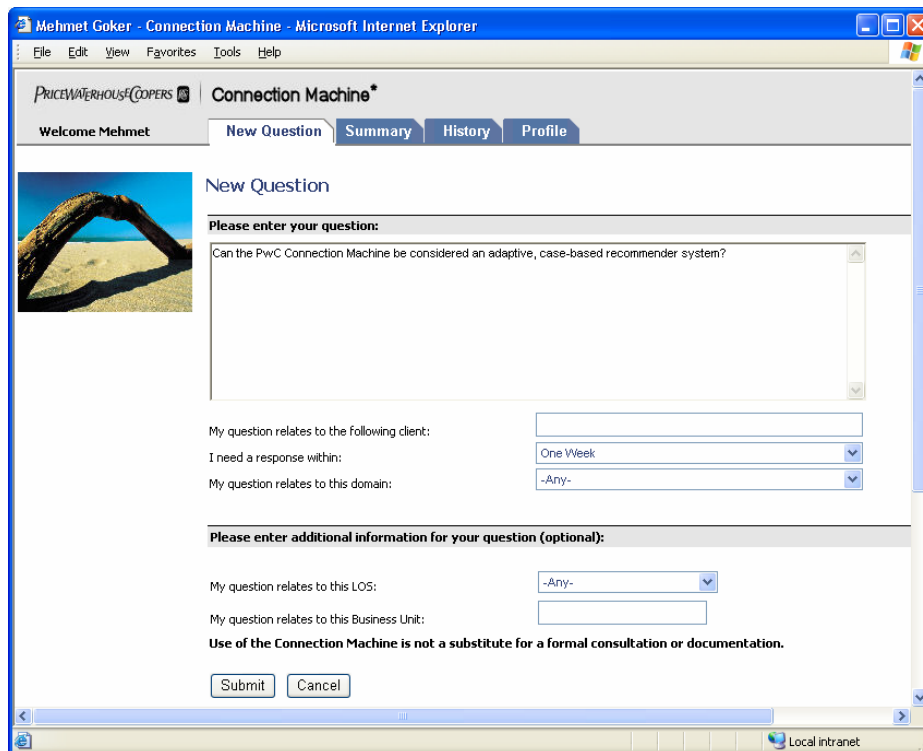 Mehmet Goker - Connection Machine - Microsoft Internet Explorer
File Edit View Favorites Tools Help
PRICEWATERHOUSECOOPERS Connection Machine*
Welcome Mehmet New Question Summary History Profile
New Question
Please enter your question:
Can the PwC Connection Machine be considered an adaptive, case-based recommender system?
My question relates to the following client:
I need a response within: One Week
My question relates to this domain: -Any-
Please enter additional information for your question (optional):
My question relates to this LOS: -Any-
My question relates to this Business Unit:
Use of the Connection Machine is not a substitute for a formal consultation or documentation.
Submit Cancel
Local intranet